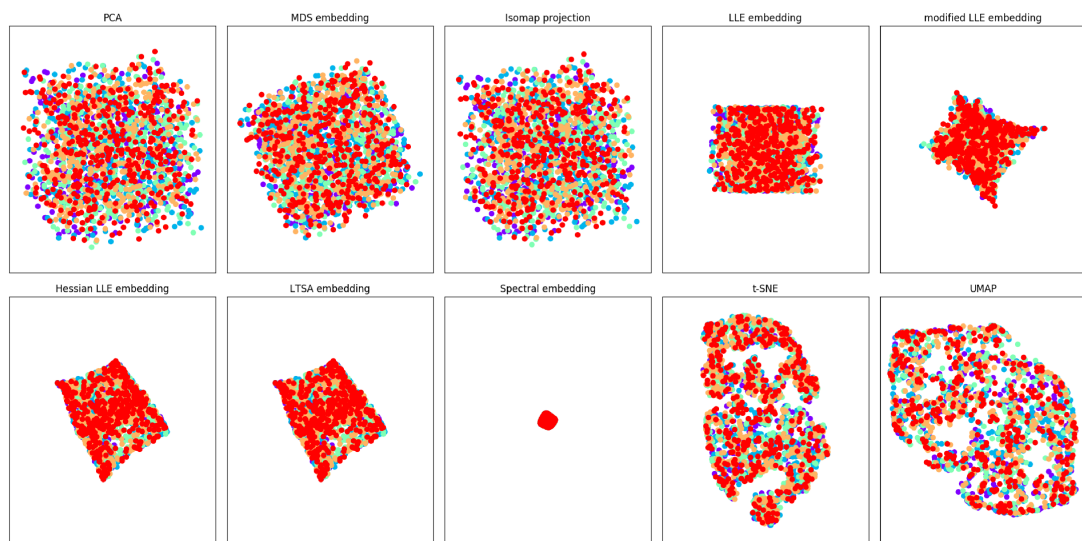 PCA
MDS embedding
Isomap projection
LLE embedding
modified LLE embedding
Hessian LLE embedding
LTSA embedding
Spectral embedding
t-SNE
UMAP